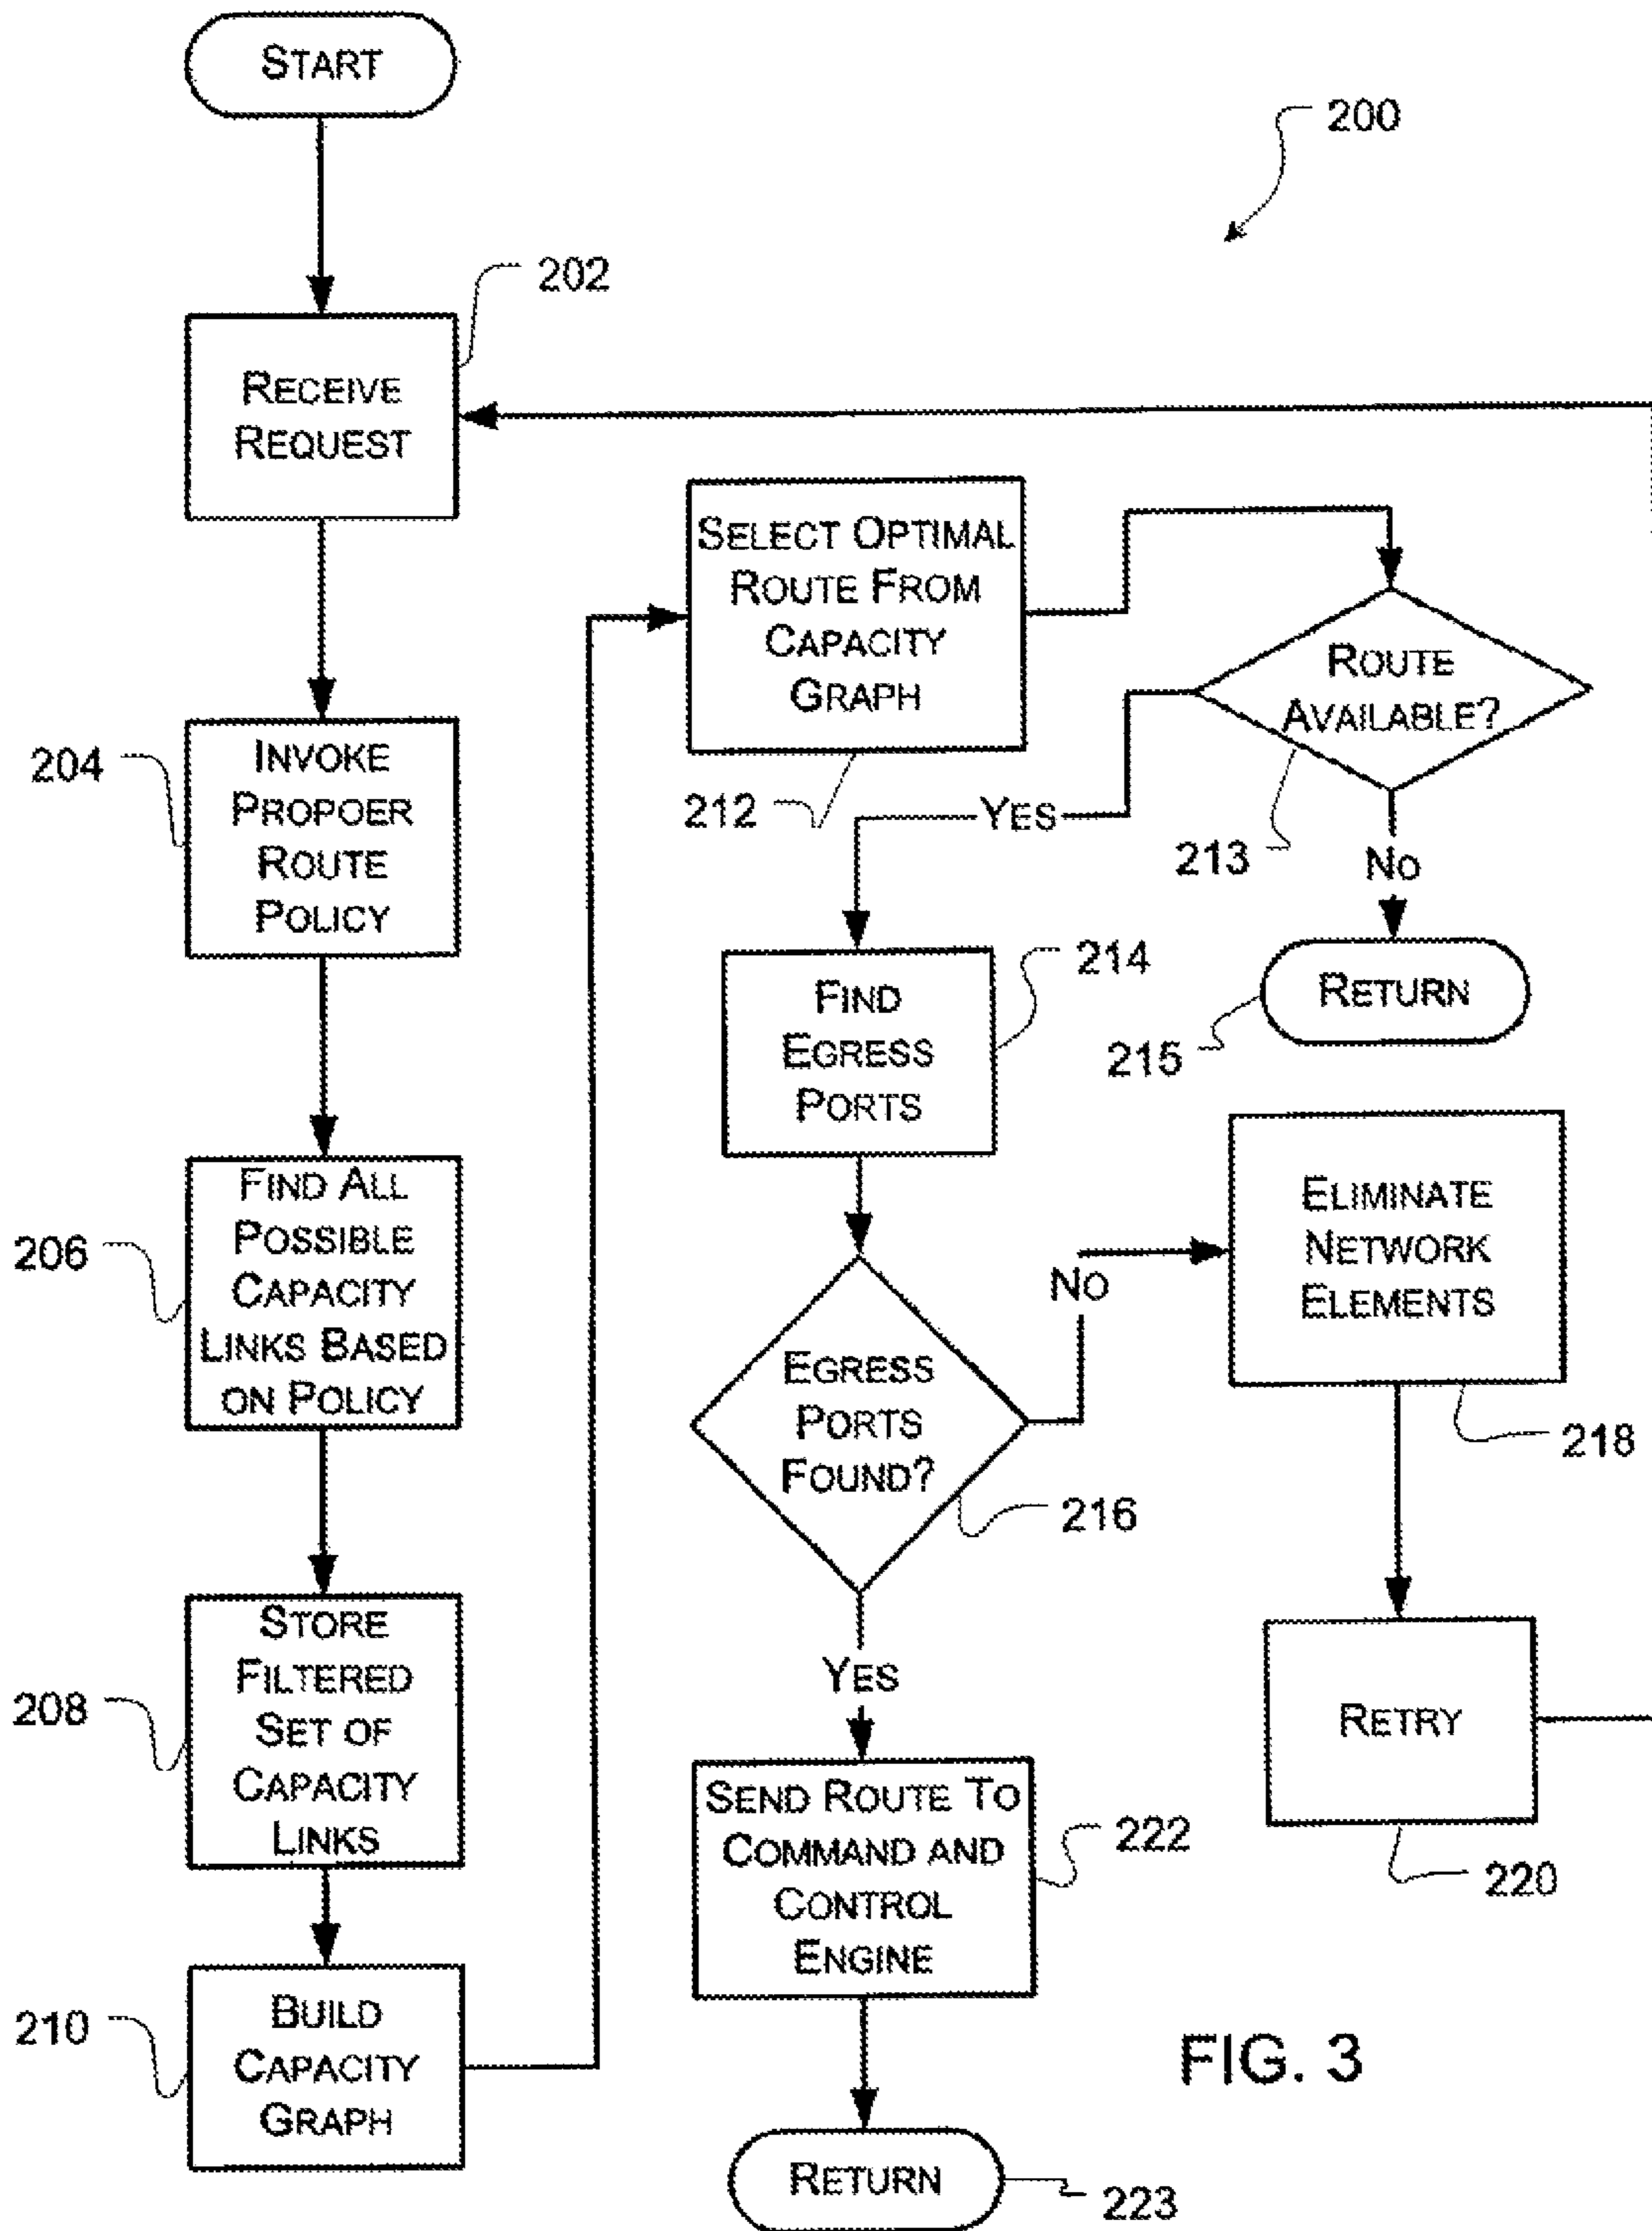 START
200
202
RECEIVE
REQUEST
204
INVOKE
PROPOER
ROUTE
POLICY
206
FIND ALL
POSSIBLE
CAPACITY
LINKS BASED
ON POLICY
208
STORE
FILTERED
SET OF
CAPACITY
LINKS
210
BUILD
CAPACITY
GRAPH
SELECT OPTIMAL
ROUTE FROM
CAPACITY
GRAPH
212
ROUTE
AVAILABLE?
213
YES
NO
RETURN
215
214
FIND
EGRESS
PORTS
EGRESS
PORTS
FOUND?
216
NO
ELIMINATE
NETWORK
ELEMENTS
218
RETRY
220
YES
SEND ROUTE TO
COMMAND AND
CONTROL
ENGINE
222
RETURN
223
FIG. 3